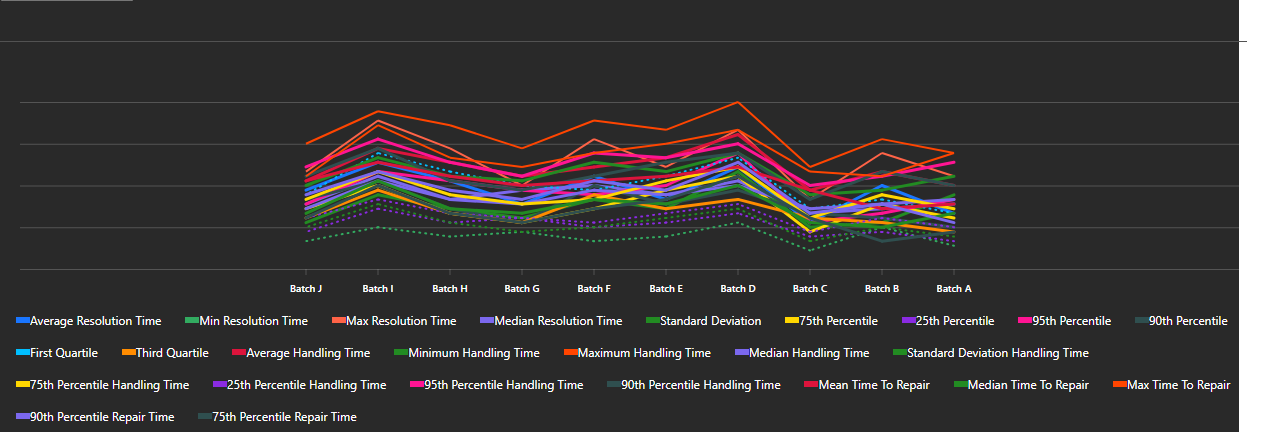 Batch J Batch I Batch H Batch G Batch F Batch E Batch D Batch C Batch B Batch A
Average Resolution Time Min Resolution Time Max Resolution Time Median Resolution Time Standard Deviation 75th Percentile 25th Percentile 95th Percentile 90th Percentile
First Quartile Third Quartile Average Handling Time Minimum Handling Time Maximum Handling Time Median Handling Time Standard Deviation Handling Time
75th Percentile Handling Time 25th Percentile Handling Time 95th Percentile Handling Time 90th Percentile Handling Time Mean Time To Repair Median Time To Repair Max Time To Repair
90th Percentile Repair Time 75th Percentile Repair Time